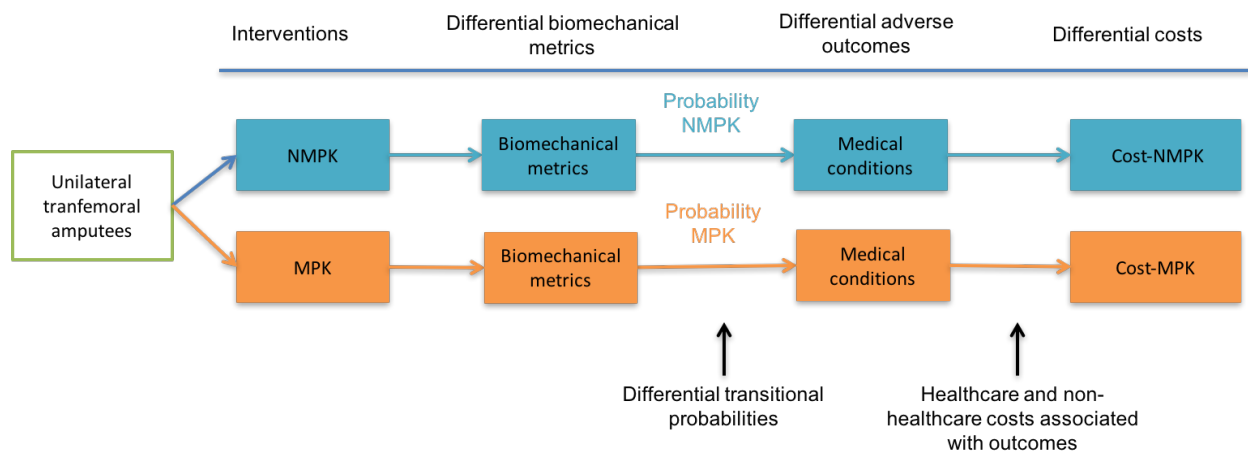 Interventions
Differential biomechanical
metrics
Differential adverse
outcomes
Differential costs
Probability
NMPK
NMPK
Biomechanical
metrics
Medical
conditions
Cost-NMPK
Unilateral
tranfemoral
amputees
Probability
MPK
MPK
Biomechanical
metrics
Medical
conditions
Cost-MPK
Differential transitional
probabilities
Healthcare and non-
healthcare costs associated
with outcomes